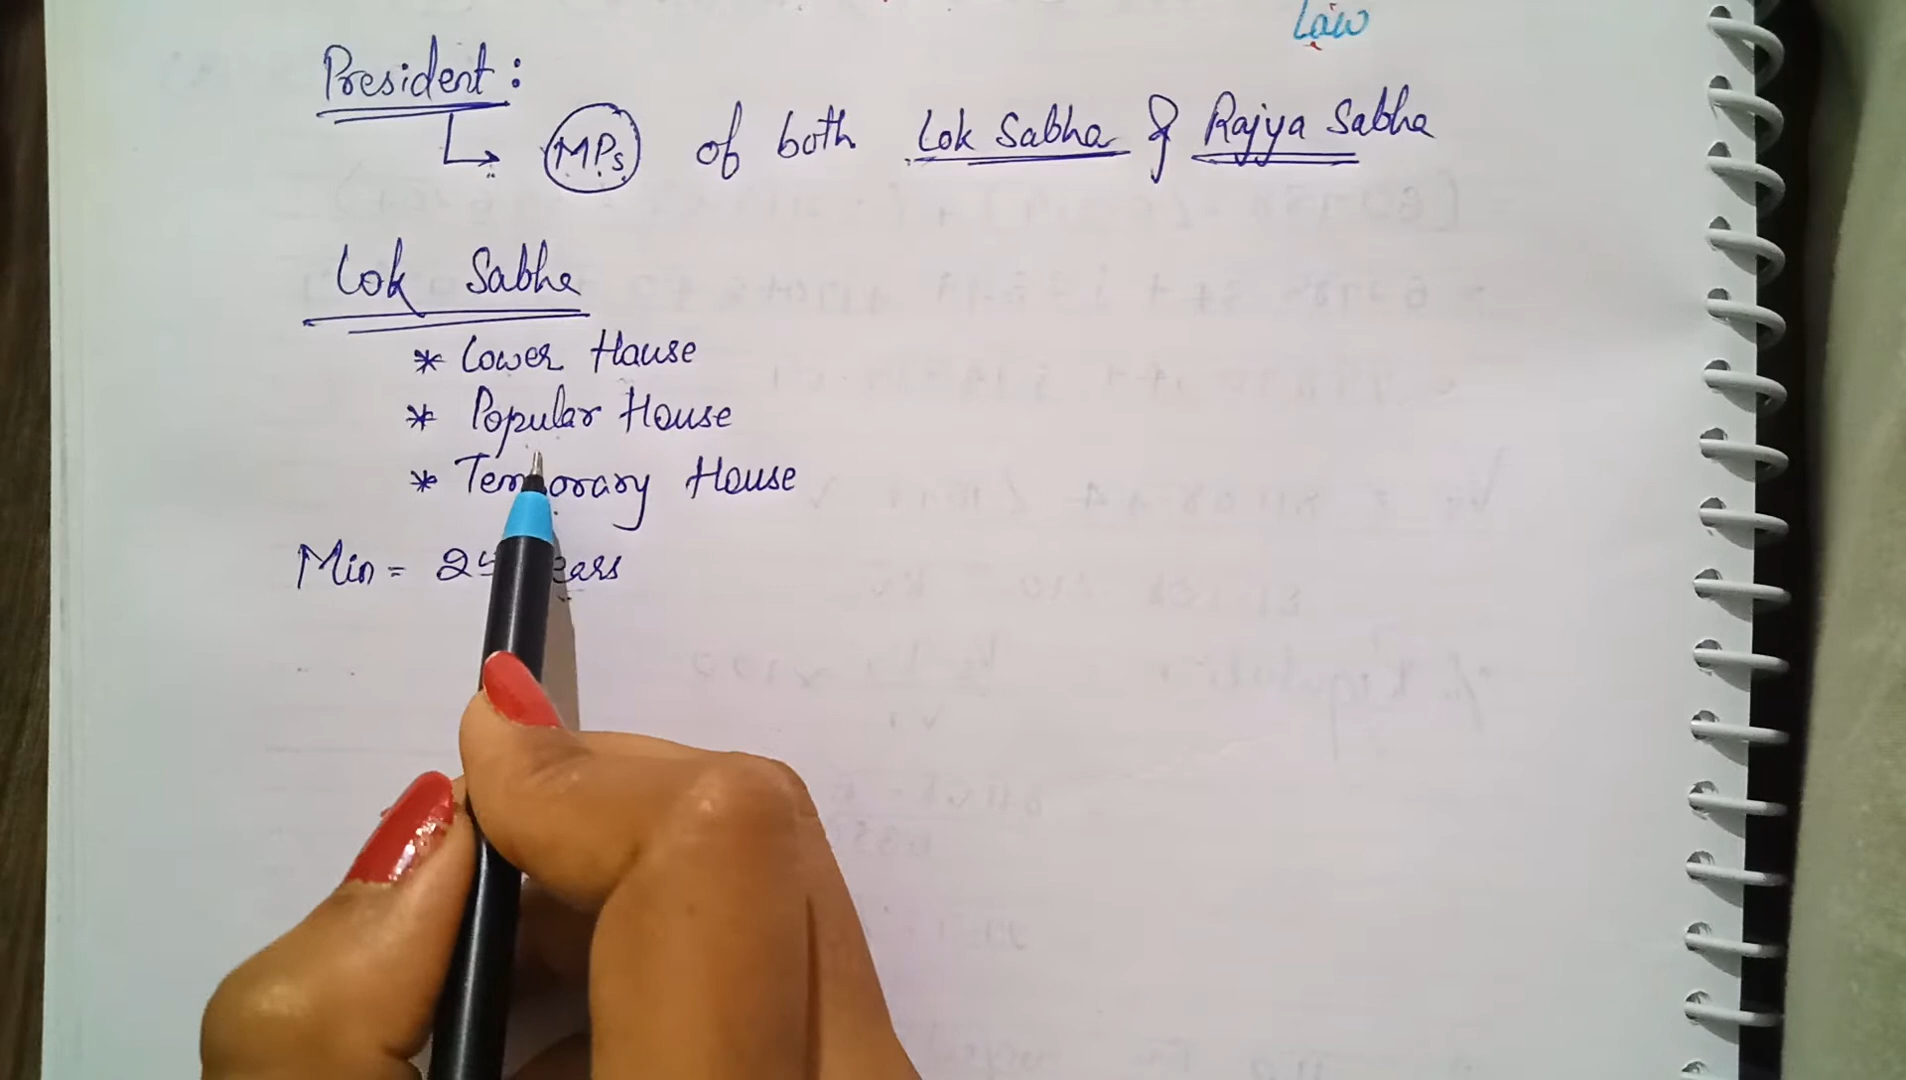 Law
President :
MPs of both Lok Sabha & Rajya Sabha
Lok Sabha
* Lower House
* Popular House
* Temporary House
Min =